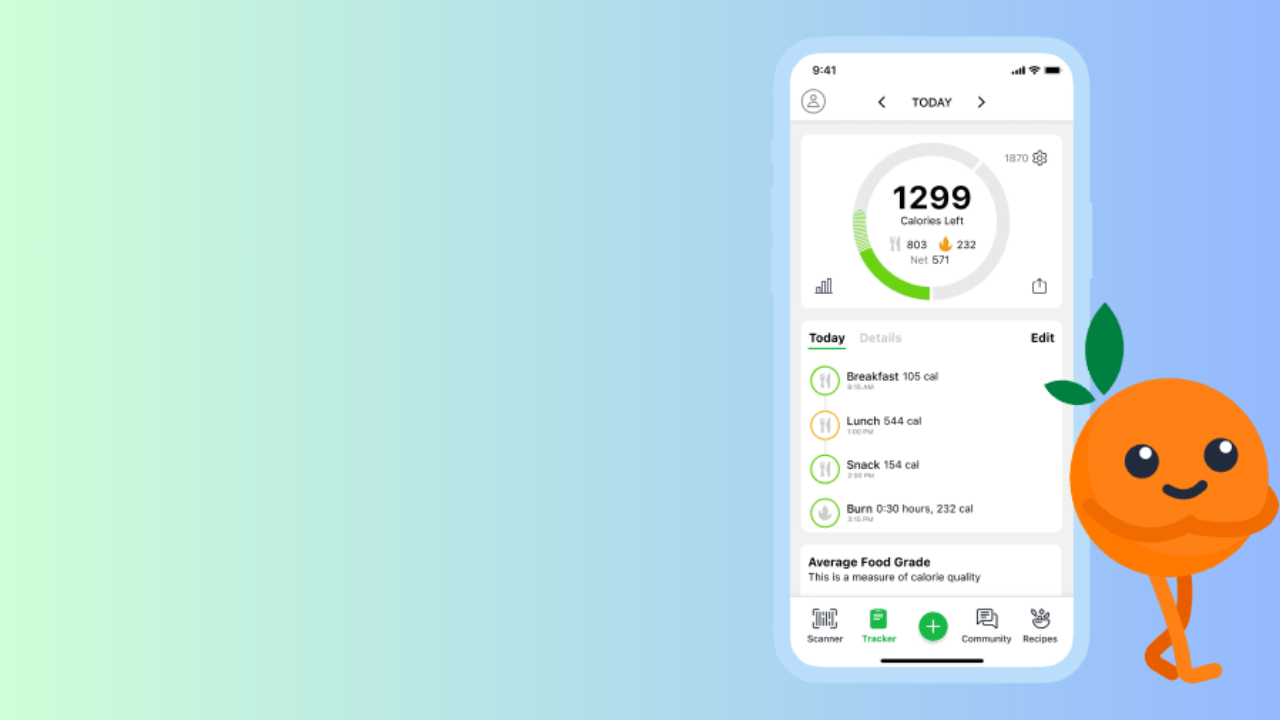 9:41
TODAY
1870
1299
Calories Left
803 232
Net 571
Today Details Edit
Breakfast 105 cal
8:15 AM
Lunch 544 cal
1:00 PM
Snack 154 cal
2:30 PM
Burn 0:30 hours, 232 cal
3:15 PM
Average Food Grade
This is a measure of calorie quality
Scanner Tracker Community Recipes